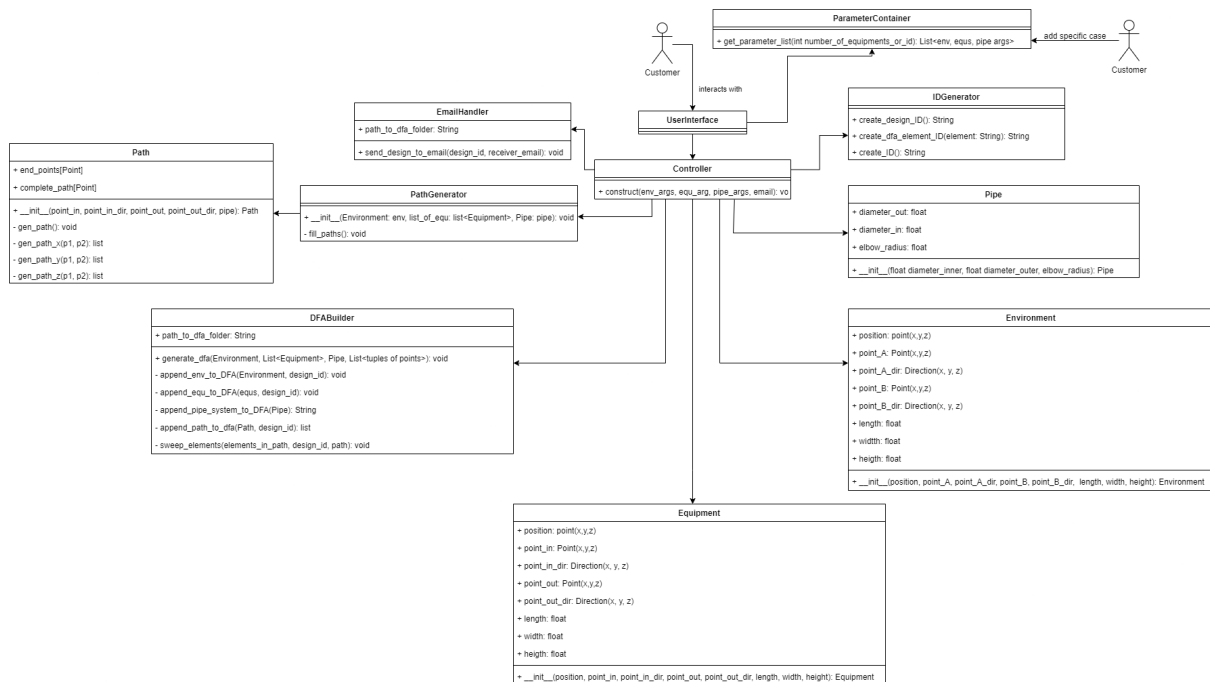 ParameterContainer
+ get_parameter_list(int number_of_equipments_or_id): List<env, equs, pipe args>
add specific case
Customer
Customer
interacts with
UserInterface
IDGenerator
+ create_design_ID(): String
+ create_dfa_element_ID(element: String): String
+ create_ID(): String
EmailHandler
+ path_to_dfa_folder: String
+ send_design_to_email(design_id, receiver_email): void
Controller
+ construct(env_args, equ_arg, pipe_args, email): vo
Path
+ end_points[Point]
+ complete_path[Point]
+ __init__(point_in, point_in_dir, point_out, point_out_dir, pipe): Path
- gen_path(): void
- gen_path_x(p1, p2): list
- gen_path_y(p1, p2): list
- gen_path_z(p1, p2): list
PathGenerator
+ __init__(Environment: env, list_of_equ: list<Equipment>, Pipe: pipe): void
- fill_paths(): void
Pipe
+ diameter_out: float
+ diameter_in: float
+ elbow_radius: float
+ __init__(float diameter_inner, float diameter_outer, elbow_radius): Pipe
DFABuilder
+ path_to_dfa_folder: String
+ generate_dfa(Environment, List<Equipment>, Pipe, List<tuples of points>): void
- append_env_to_DFA(Environment, design_id): void
- append_equ_to_DFA(equs, design_id): void
- append_pipe_system_to_DFA(Pipe): String
- append_path_to_dfa(Path, design_id): list
- sweep_elements(elements_in_path, design_id, path): void
Environment
+ position: point(x,y,z)
+ point_A: Point(x,y,z)
+ point_A_dir: Direction(x, y, z)
+ point_B: Point(x,y,z)
+ point_B_dir: Direction(x, y, z)
+ length: float
+ widtth: float
+ heigth: float
+ __init__(position, point_A, point_A_dir, point_B, point_B_dir, length, width, height): Environment
Equipment
+ position: point(x,y,z)
+ point_in: Point(x,y,z)
+ point_in_dir: Direction(x, y, z)
+ point_out: Point(x,y,z)
+ point_out_dir: Direction(x, y, z)
+ length: float
+ width: float
+ heigth: float
+ __init__(position, point_in, point_in_dir, point_out, point_out_dir, length, width, height): Equipment